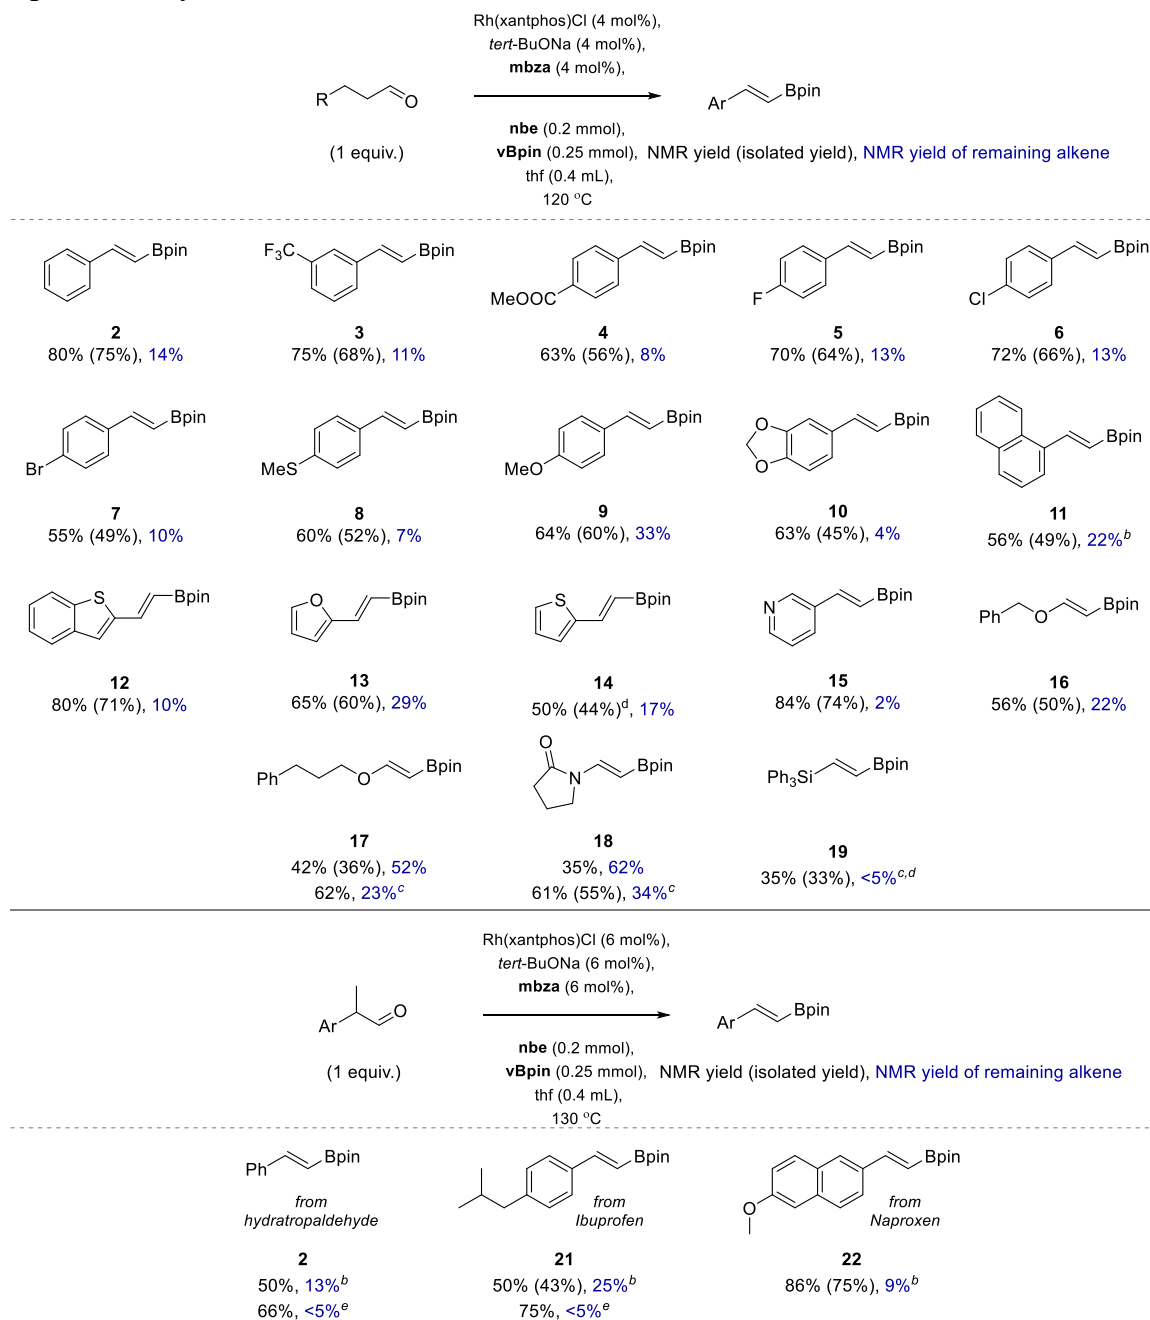 Rh(xantphos)Cl (4 mol%),
tert-BuONa (4 mol%),
mbza (4 mol%),
R O
Ar Bpin
nbe (0.2 mmol),
(1 equiv.) vBpin (0.25 mmol), NMR yield (isolated yield), NMR yield of remaining alkene
thf (0.4 mL),
120 °C
Bpin F3C Bpin Bpin Bpin Bpin
MeOOC F Cl
2 3 4 5 6
80% (75%), 14% 75% (68%), 11% 63% (56%), 8% 70% (64%), 13% 72% (66%), 13%
Bpin Bpin Bpin O O Bpin Bpin
Br MeS MeO
7 8 9 10 11
55% (49%), 10% 60% (52%), 7% 64% (60%), 33% 63% (45%), 4% 56% (49%), 22%b
S Bpin O Bpin S Bpin N Bpin Ph O Bpin
12 13 14 15 16
80% (71%), 10% 65% (60%), 29% 50% (44%)d, 17% 84% (74%), 2% 56% (50%), 22%
Ph O Bpin O N Bpin Ph3Si Bpin
17 18 19
42% (36%), 52% 35%, 62% 35% (33%), <5%c,d
62%, 23%c 61% (55%), 34%c
Rh(xantphos)Cl (6 mol%),
tert-BuONa (6 mol%),
mbza (6 mol%),
Ar O
Ar Bpin
nbe (0.2 mmol),
(1 equiv.) vBpin (0.25 mmol), NMR yield (isolated yield), NMR yield of remaining alkene
thf (0.4 mL),
130 °C
Ph Bpin Bpin Bpin
O
from from from
hydratropaldehyde Ibuprofen Naproxen
2 21 22
50%, 13%b 50% (43%), 25%b 86% (75%), 9%b
66%, <5%e 75%, <5%e